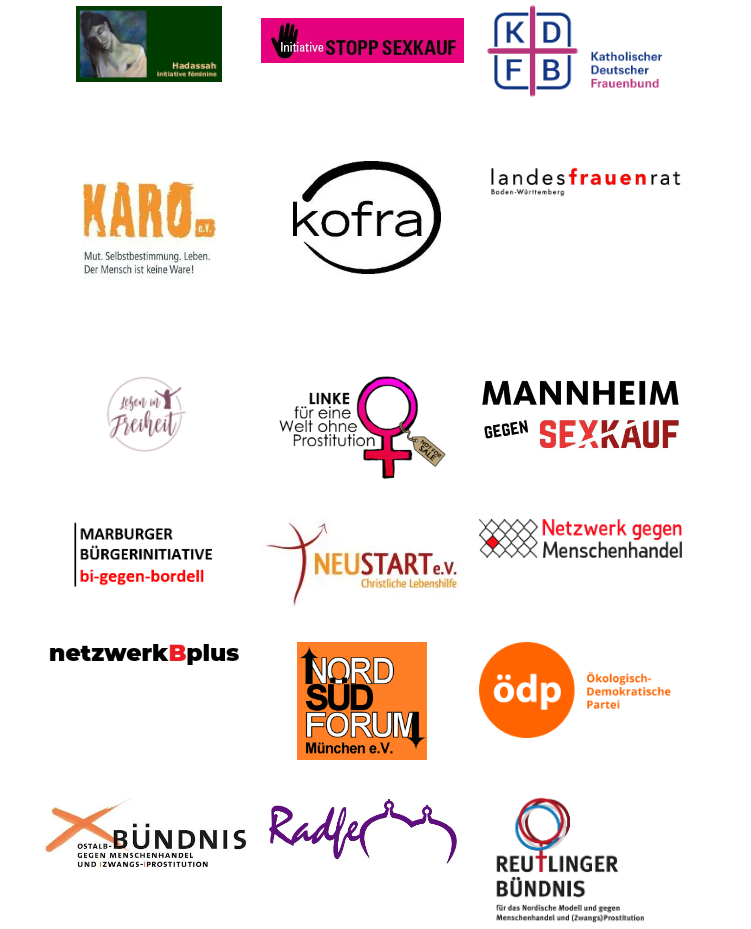 Hadassah
initiative féminine
Initiative STOPP SEXKAUF
K D
F B
Katholischer
Deutscher
Frauenbund
KARO e.V.
Mut. Selbstbestimmung. Leben.
Der Mensch ist keine Ware!
kofra
landesfrauenrat
Baden-Württemberg
Leben in
Freiheit
LINKE
für eine
Welt ohne
Prostitution
NOT FOR
SALE
MANNHEIM
GEGEN SEXKAUF
MARBURGER
BÜRGERINITIATIVE
bi-gegen-bordell
NEUSTART e.V.
Christliche Lebenshilfe
Netzwerk gegen
Menschenhandel
netzwerkBplus
NORD
SÜD
FORUM
München e.V.
ödp
Ökologisch-
Demokratische
Partei
OSTALB-BÜNDNIS
GEGEN MENSCHENHANDEL
UND (ZWANGS-)PROSTITUTION
Radfem
REUTLINGER
BÜNDNIS
für das Nordische Modell und gegen
Menschenhandel und (Zwangs)Prostitution